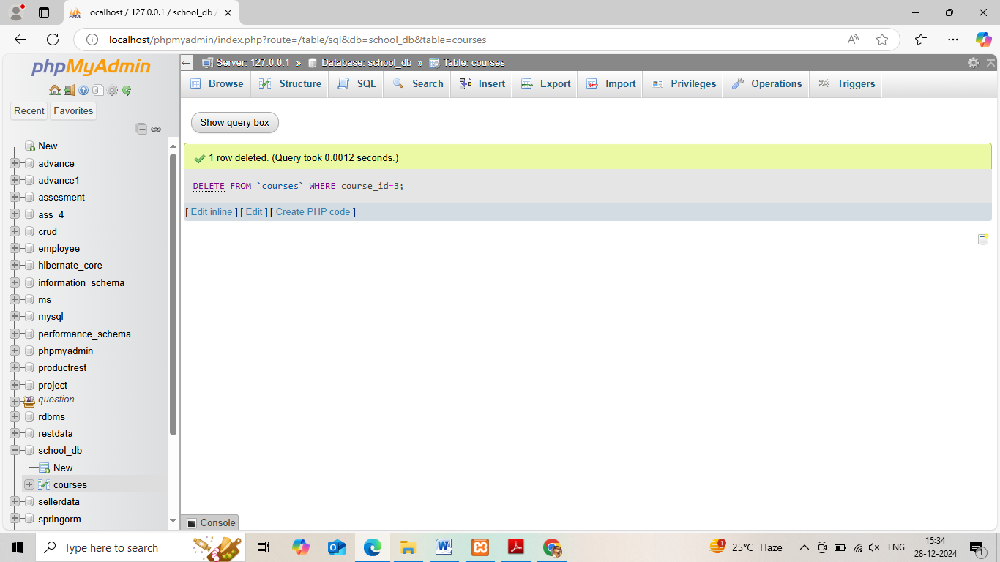 localhost / 127.0.0.1 / school_db /
localhost/phpmyadmin/index.php?route=/table/sql&db=school_db&table=courses
phpMyAdmin
Recent
Favorites
New
advance
advance1
assesment
ass_4
crud
employee
hibernate_core
information_schema
ms
mysql
performance_schema
phpmyadmin
productrest
project
question
rdbms
restdata
school_db
New
courses
sellerdata
springorm
Server: 127.0.0.1 » Database: school_db » Table: courses
Browse Structure SQL Search Insert Export Import Privileges Operations Triggers
Show query box
1 row deleted. (Query took 0.0012 seconds.)
DELETE FROM `courses` WHERE course_id=3;
[ Edit inline ] [ Edit ] [ Create PHP code ]
Console
Type here to search
25°C Haze
ENG
15:34
28-12-2024